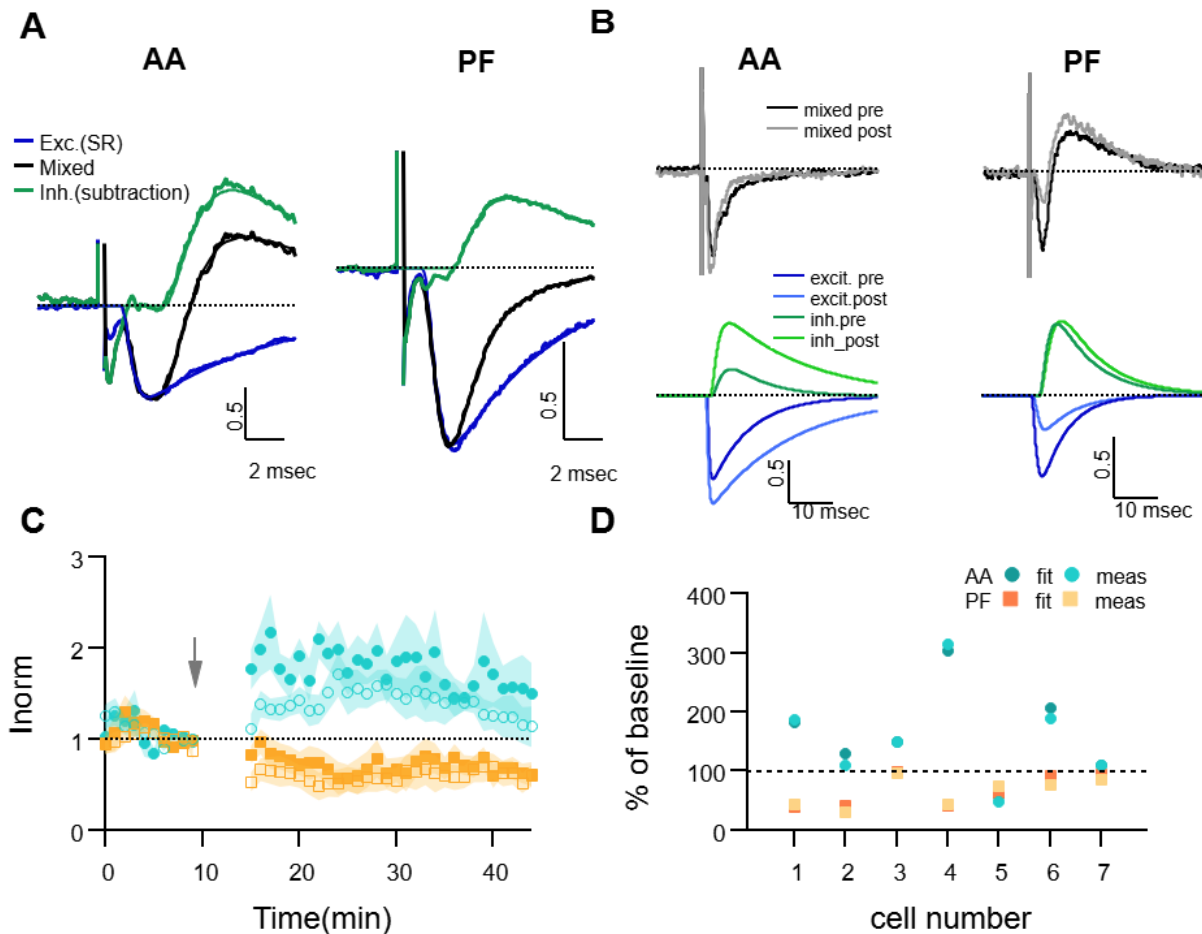 A
AA
PF
Exc.(SR)
Mixed
Inh.(subtraction)
0.5
2 msec
0.5
2 msec
B
AA
PF
mixed pre
mixed post
excit. pre
excit.post
inh.pre
inh_post
0.5
10 msec
0.5
10 msec
C
3
2
1
0
Inorm
0 10 20 30 40
Time(min)
D
AA fit meas
PF fit meas
400
300
200
100
0
% of baseline
1 2 3 4 5 6 7
cell number